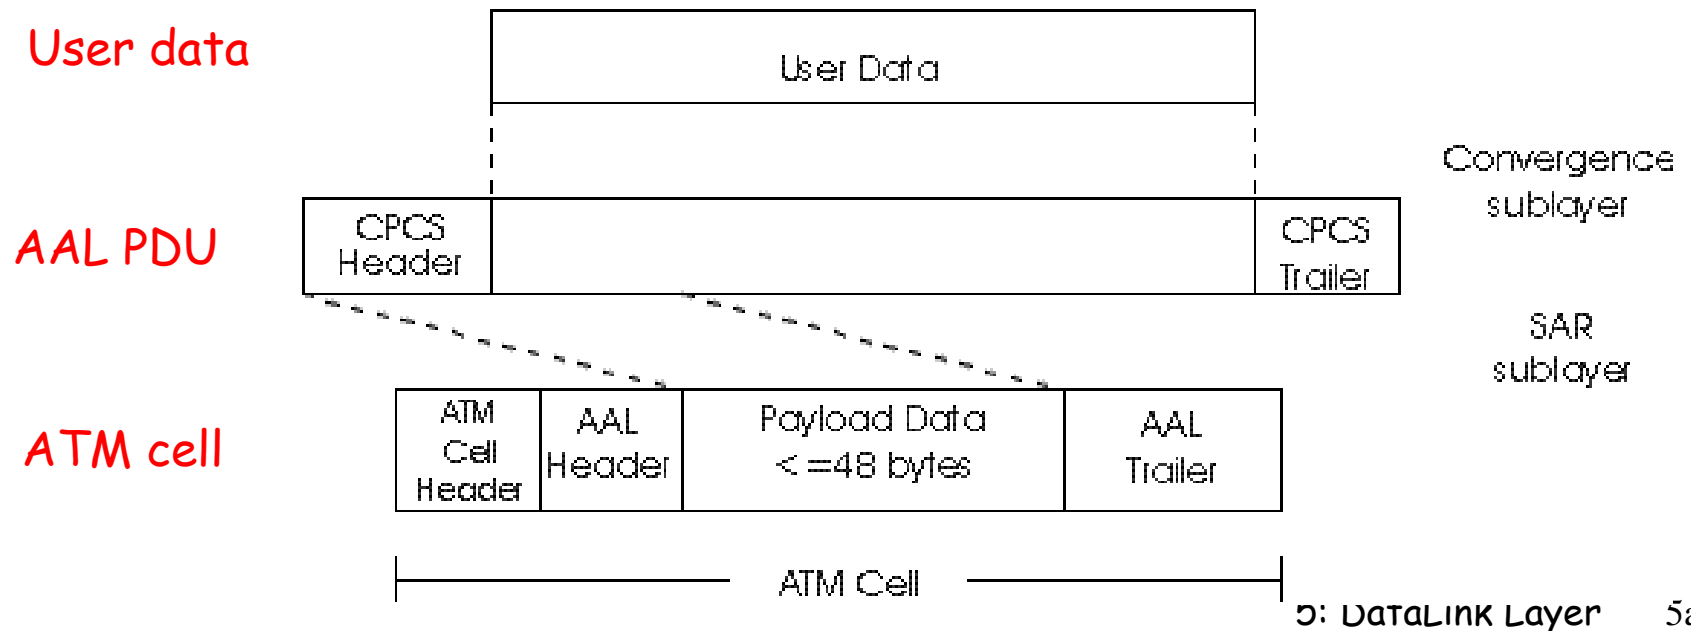 User data
User Data
Convergence
sublayer
AAL PDU
CPCS
Header
CPCS
Trailer
SAR
sublayer
ATM cell
ATM
Cell
Header
AAL
Header
Payload Data
< =48 bytes
AAL
Trailer
ATM Cell
5: DataLink Layer 5a